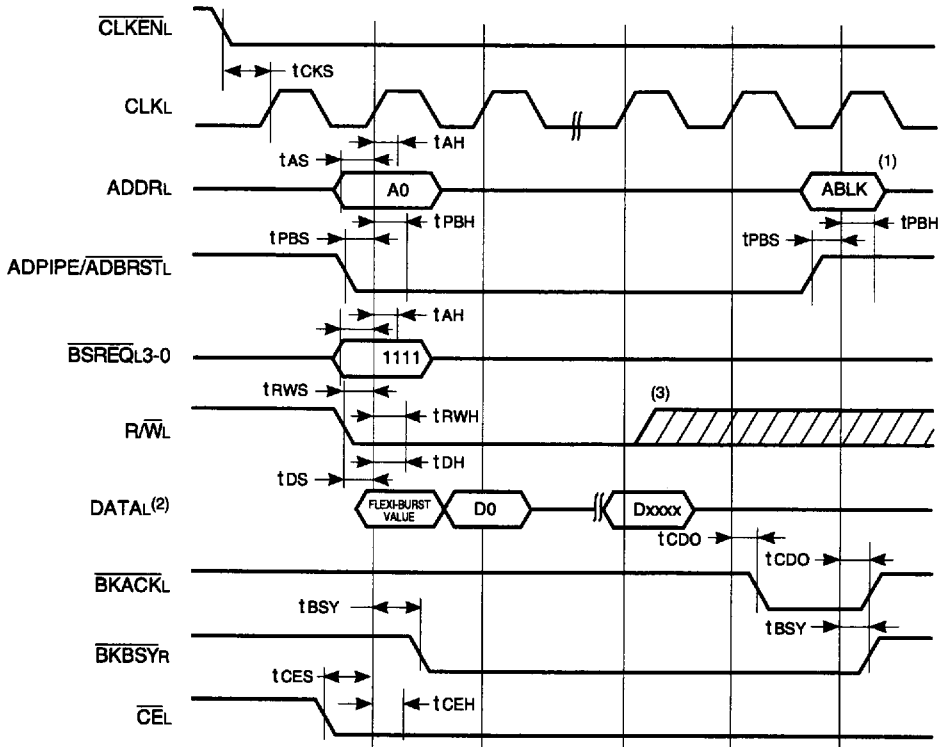 CLKENL
tCKS
CLKL
tAH
tAS
ADDRL
A0
ABLK
(1)
tPBH
tPBS
tPBS
tPBH
ADPIPE/ADBRSTL
tAH
BSREQL3-0
1111
tRWS
tRWH
(3)
R/WL
tDH
tDS
DATAL(2)
FLEXI-BURST
VALUE
D0
Dxxxx
tCDO
tCDO
BKACKL
tBSY
tBSY
BKBSYR
tCES
tCEH
CEL